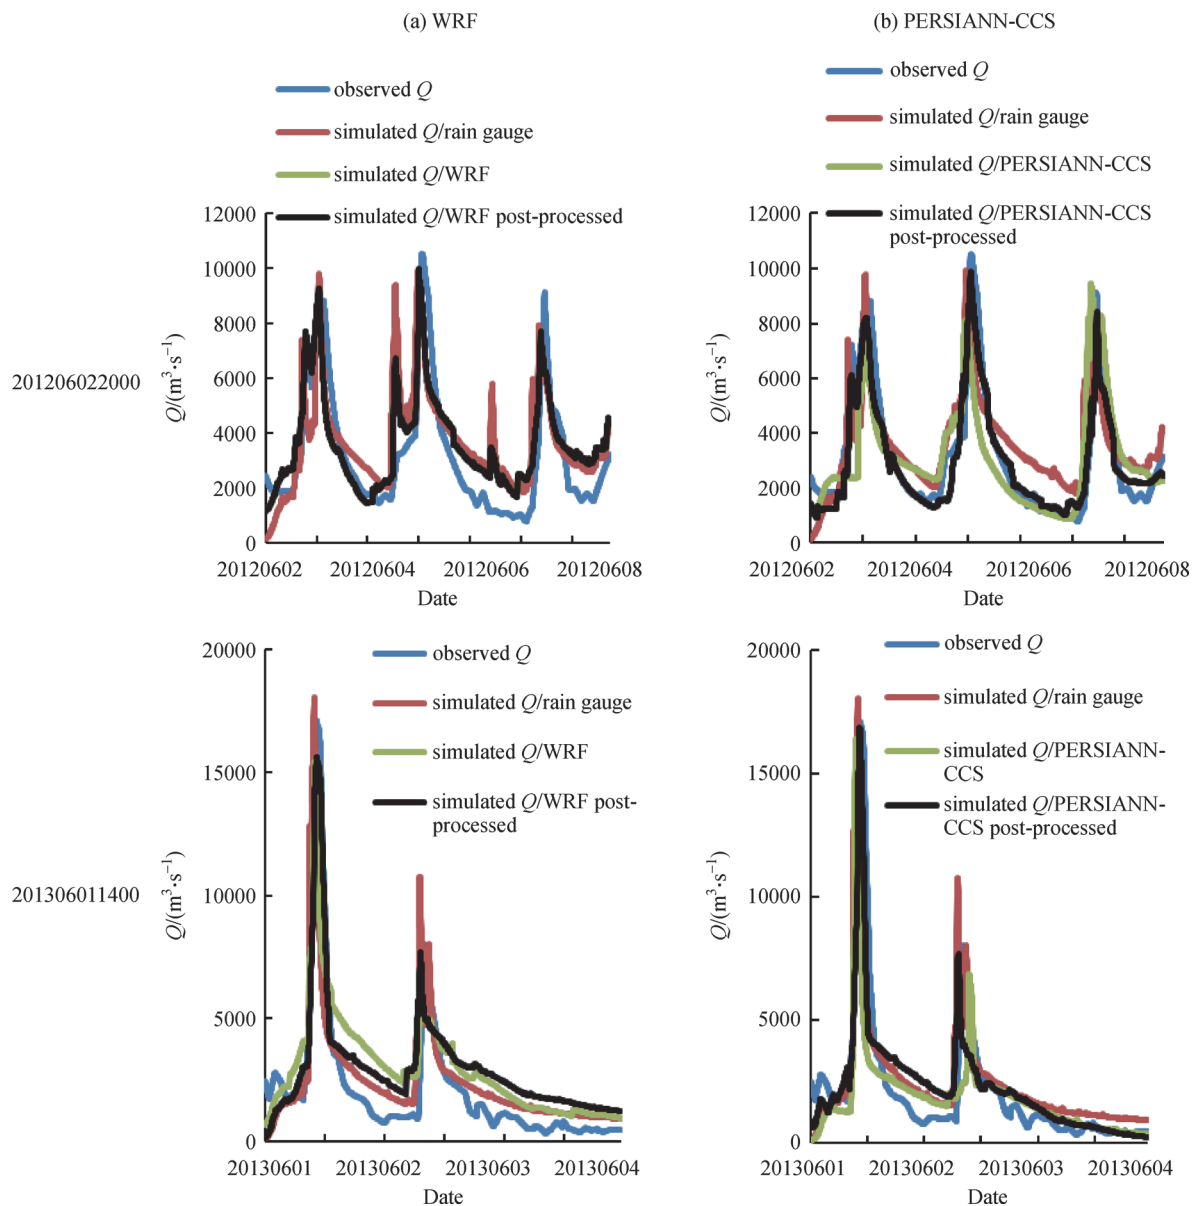 (a) WRF
(b) PERSIANN-CCS
observed Q
simulated Q/rain gauge
simulated Q/WRF
simulated Q/WRF post-processed
observed Q
simulated Q/rain gauge
simulated Q/PERSIANN-CCS
simulated Q/PERSIANN-CCS
post-processed
201206022000
Q/(m³·s⁻¹)
12000
10000
8000
6000
4000
2000
0
20120602 20120604 20120606 20120608
Date
Q/(m³·s⁻¹)
12000
10000
8000
6000
4000
2000
0
20120602 20120604 20120606 20120608
Date
201306011400
observed Q
simulated Q/rain gauge
simulated Q/WRF
simulated Q/WRF post-
processed
Q/(m³·s⁻¹)
20000
15000
10000
5000
0
20130601 20130602 20130603 20130604
Date
observed Q
simulated Q/rain gauge
simulated Q/PERSIANN-
CCS
simulated Q/PERSIANN-
CCS post-processed
Q/(m³·s⁻¹)
20000
15000
10000
5000
0
20130601 20130602 20130603 20130604
Date